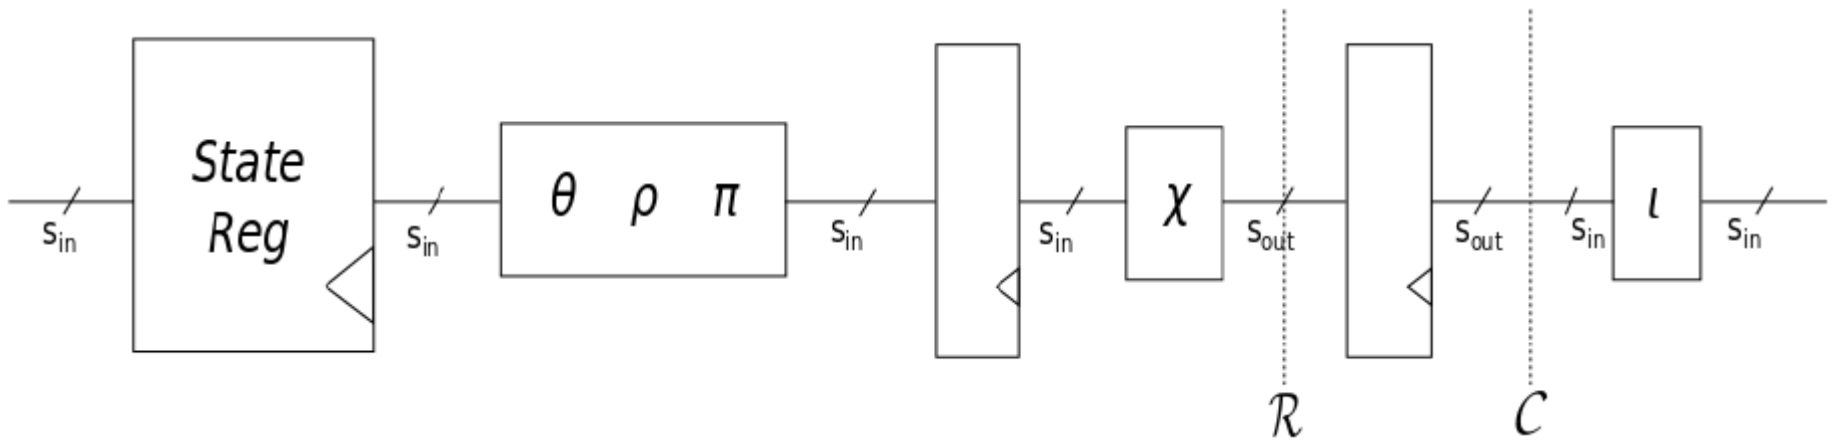 State
Reg
θ ρ π
χ
ι
s_in
s_in
s_in
s_in
s_out
s_out
s_in
s_in
ℛ
𝒞